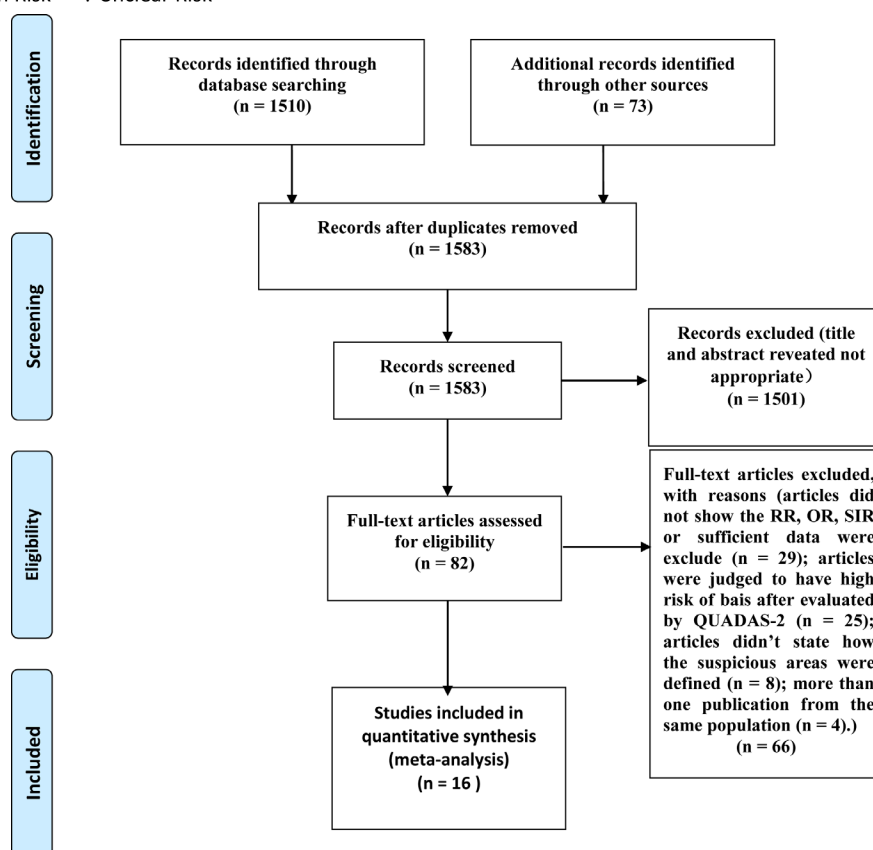 ? Unclear Risk
Identification
Records identified through
database searching
(n = 1510)
Additional records identified
through other sources
(n = 73)
Records after duplicates removed
(n = 1583)
Screening
Records screened
(n = 1583)
Records excluded (title
and abstract reveated not
appropriate）
(n = 1501)
Eligibility
Full-text articles assessed
for eligibility
(n = 82)
Full-text articles excluded,
with reasons (articles did
not show the RR, OR, SIR
or sufficient data were
exclude (n = 29); articles
were judged to have high
risk of bais after evaluated
by QUADAS-2 (n = 25);
articles didn’t state how
the suspicious areas were
defined (n = 8); more than
one publication from the
same population (n = 4).)
(n = 66)
Included
Studies included in
quantitative synthesis
(meta-analysis)
(n = 16 )